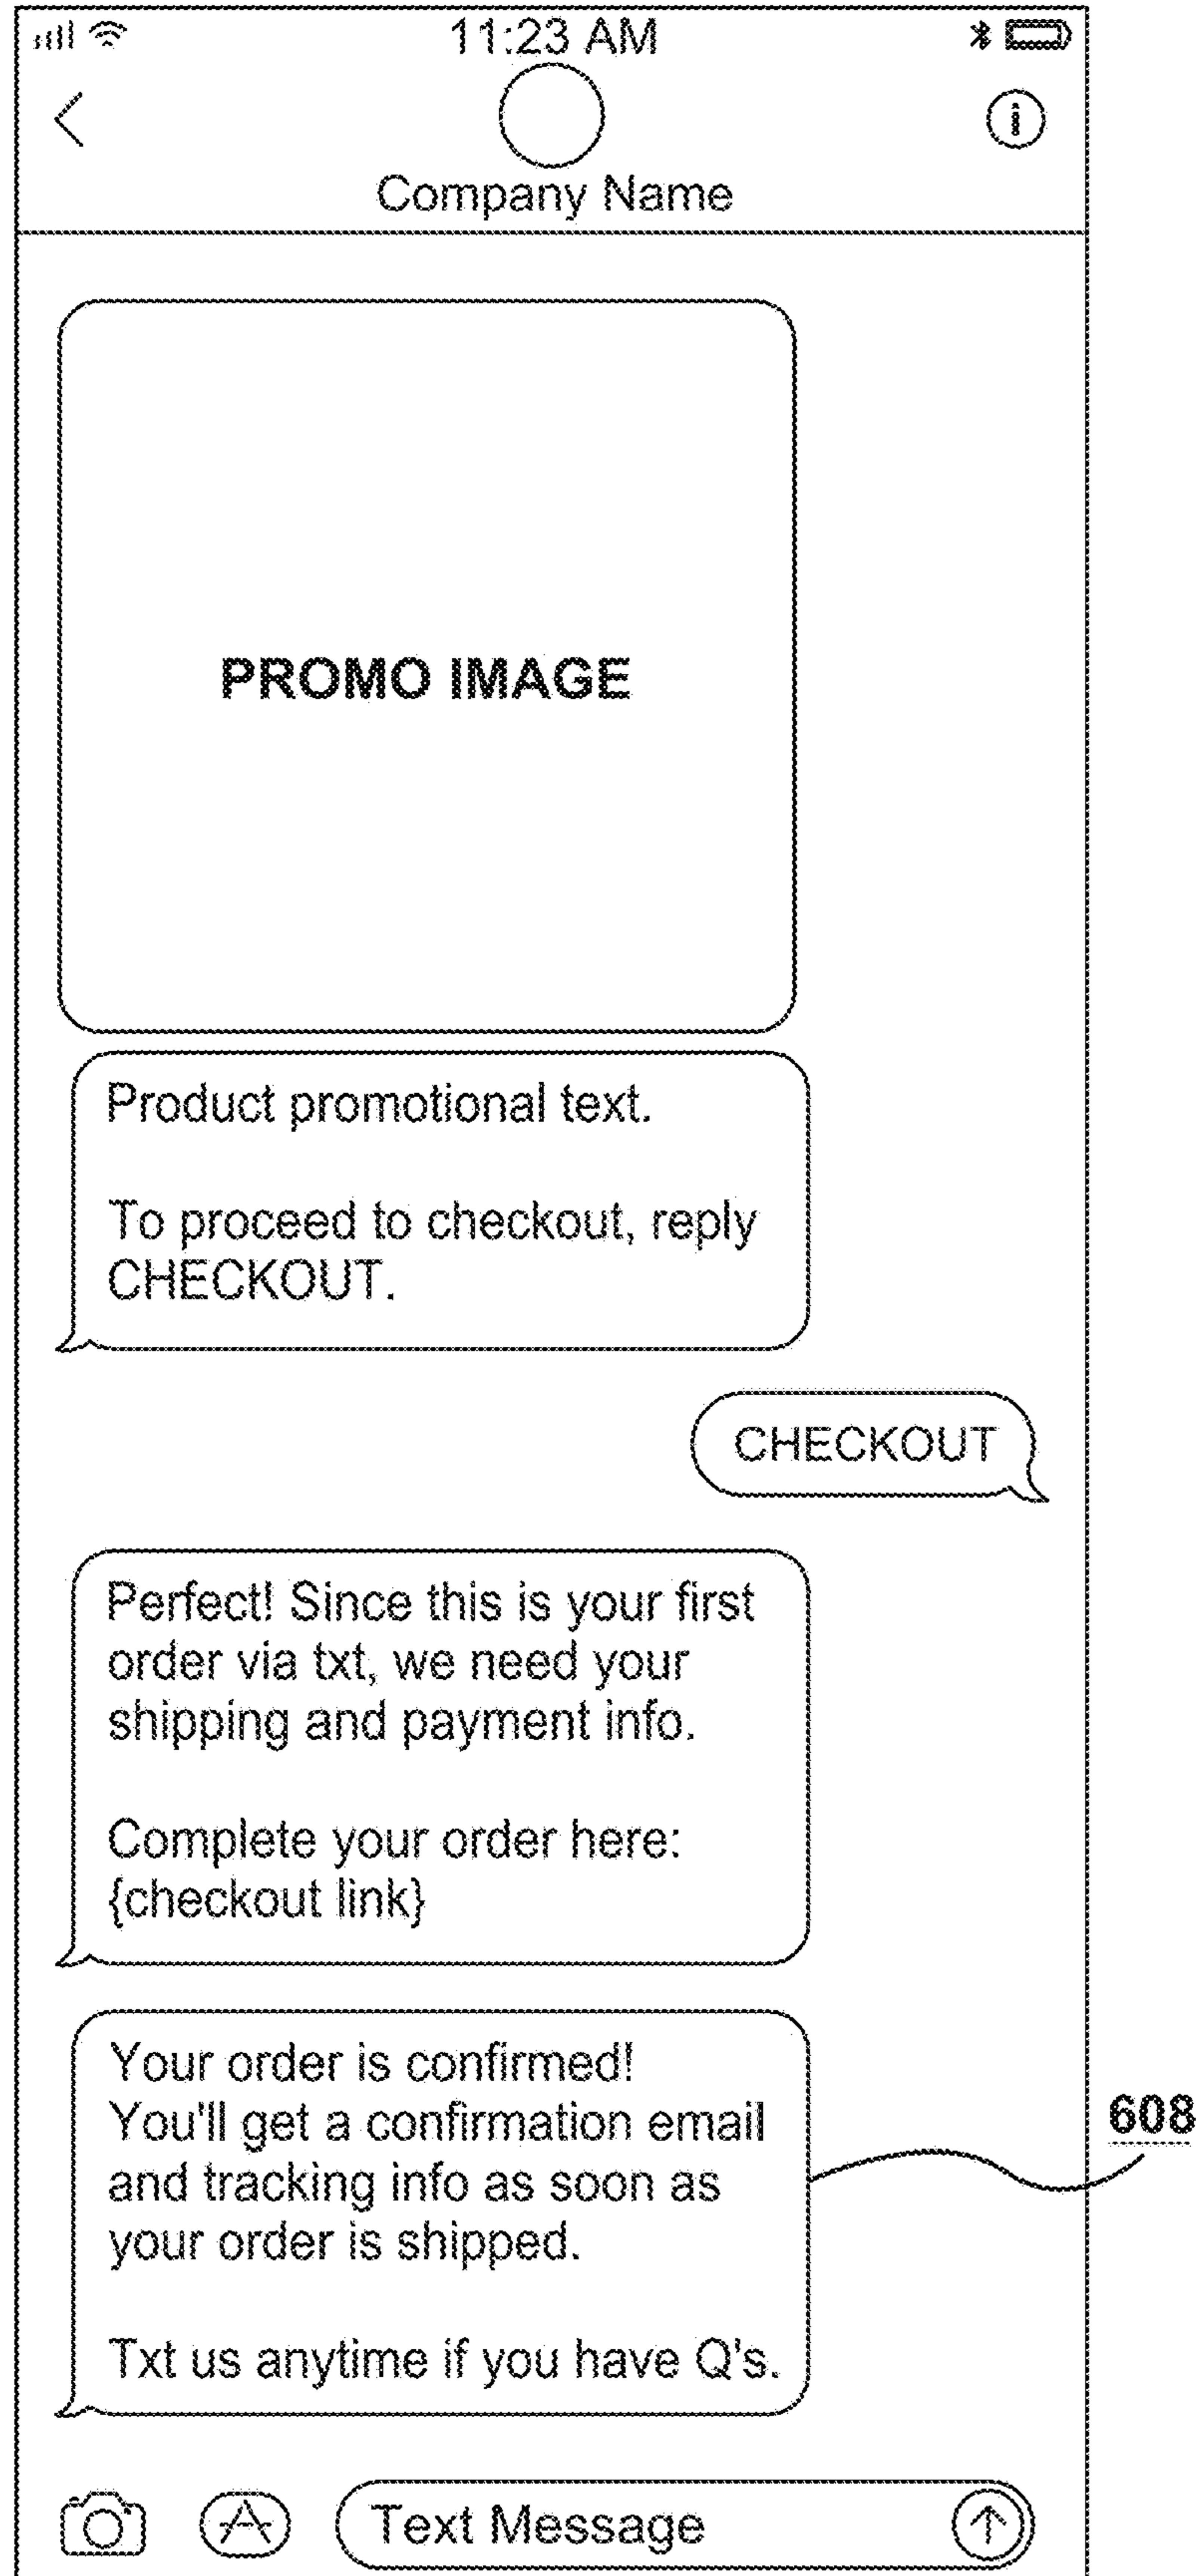 11:23 AM
Company Name
PROMO IMAGE
Product promotional text.
To proceed to checkout, reply
CHECKOUT.
CHECKOUT
Perfect! Since this is your first
order via txt, we need your
shipping and payment info.
Complete your order here:
{checkout link}
Your order is confirmed!
You'll get a confirmation email
and tracking info as soon as
your order is shipped.
Txt us anytime if you have Q's.
608
Text Message